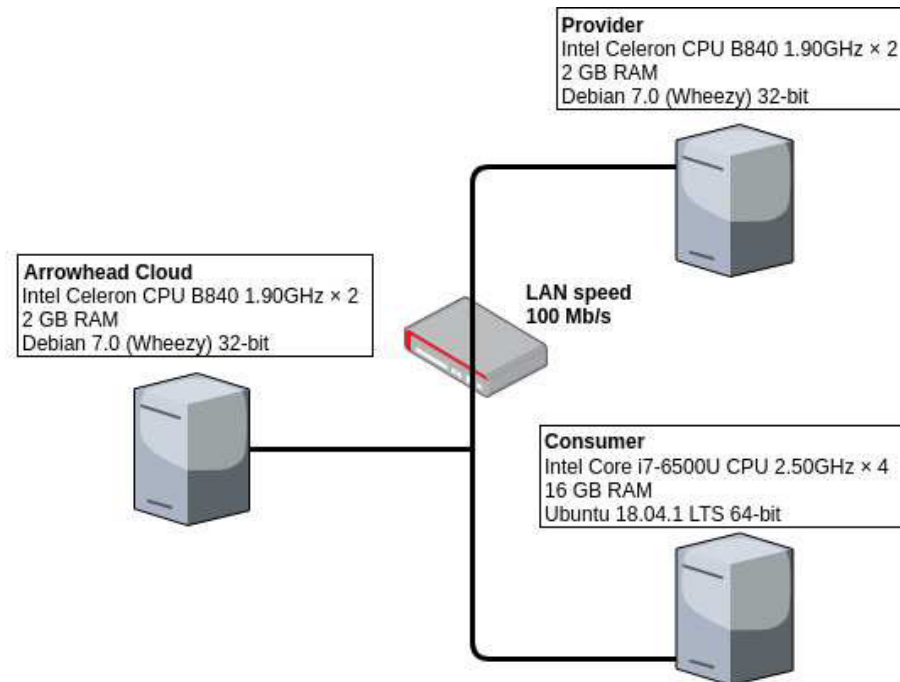 Provider
Intel Celeron CPU B840 1.90GHz × 2
2 GB RAM
Debian 7.0 (Wheezy) 32-bit
Arrowhead Cloud
Intel Celeron CPU B840 1.90GHz × 2
2 GB RAM
Debian 7.0 (Wheezy) 32-bit
LAN speed
100 Mb/s
Consumer
Intel Core i7-6500U CPU 2.50GHz × 4
16 GB RAM
Ubuntu 18.04.1 LTS 64-bit